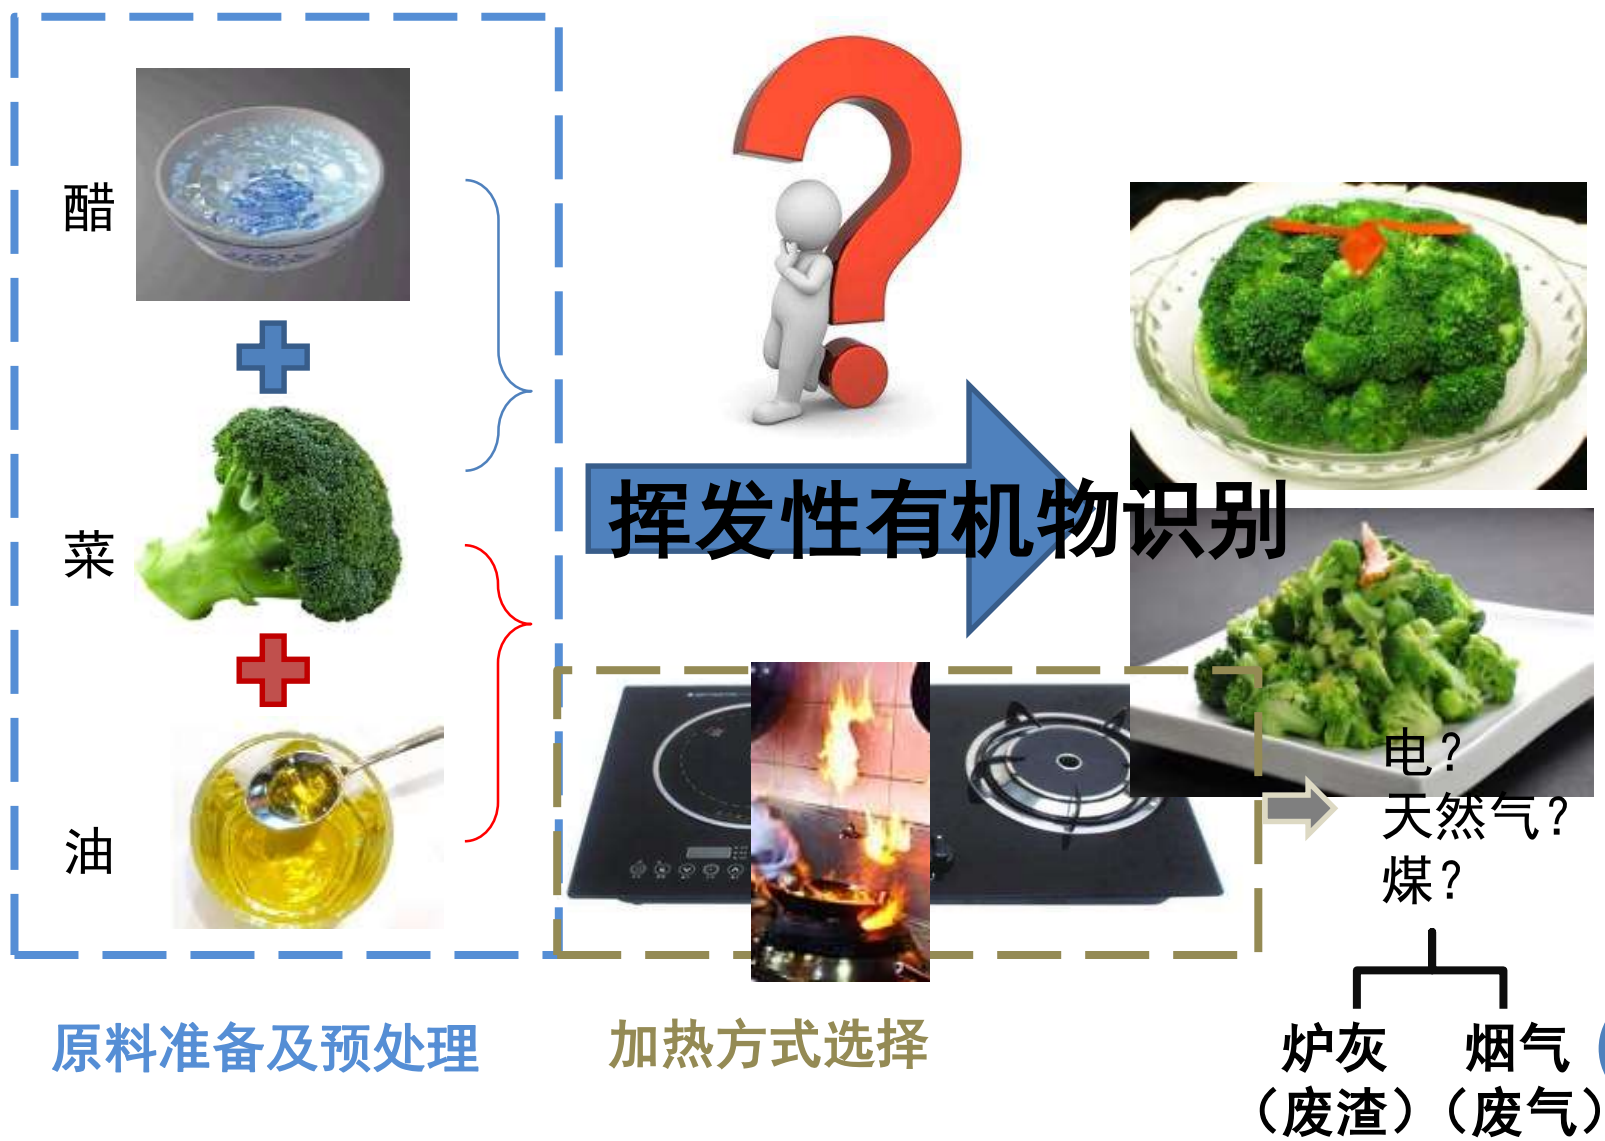 醋
菜
油
挥发性有机物识别
电?
天然气?
煤?
原料准备及预处理
加热方式选择
炉灰
（废渣）
烟气
（废气）